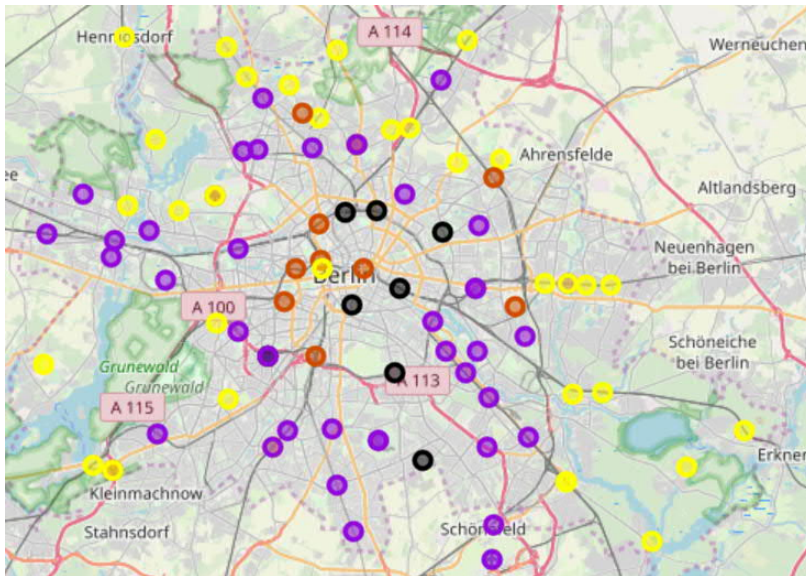 Hennigsdorf
A 114
Werneuchen
Ahrensfelde
ee
Altlandsberg
Neuenhagen
bei Berlin
Berlin
A 100
Schöneiche
bei Berlin
Grunewald
Grunewald
A 113
A 115
Erkner
Kleinmachnow
Stahnsdorf
Schönefeld